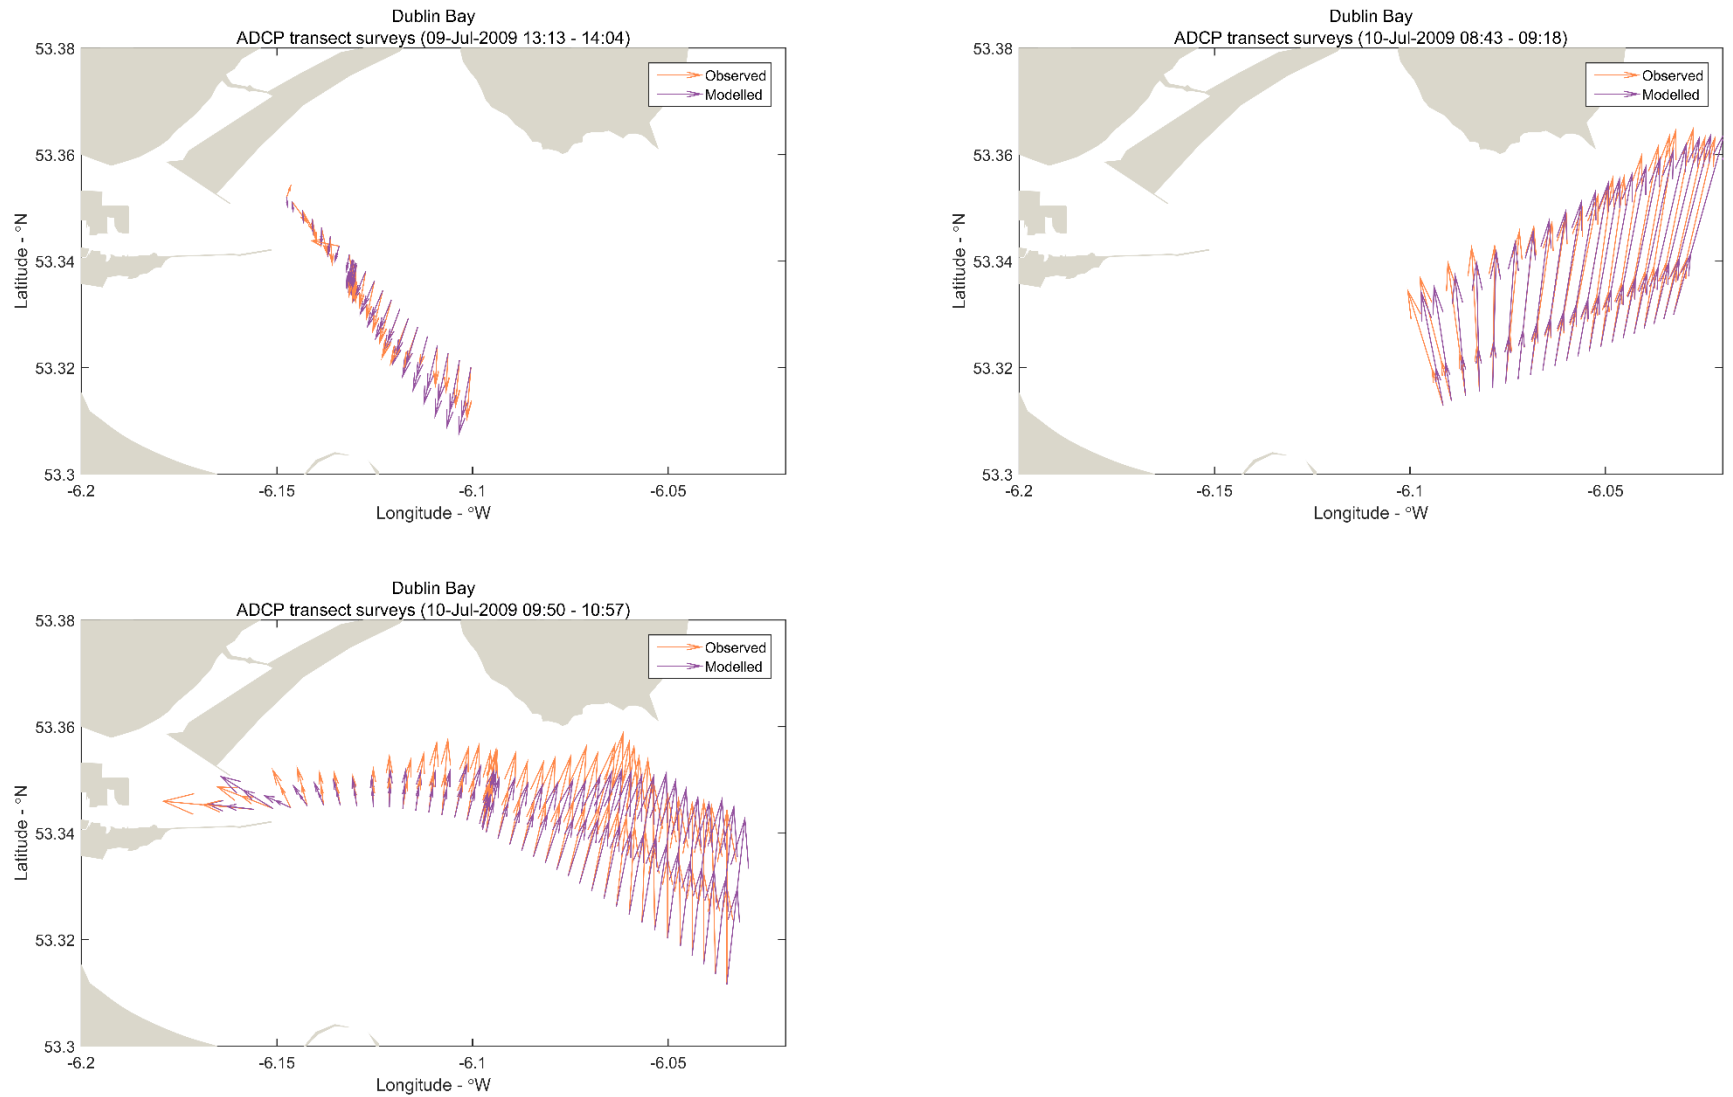 Dublin Bay
ADCP transect surveys (09-Jul-2009 13:13 - 14:04)
53.38
53.36
53.34
53.32
53.3
Latitude - °N
-6.2
-6.15
-6.1
-6.05
Longitude - °W
Observed
Modelled
Dublin Bay
ADCP transect surveys (10-Jul-2009 08:43 - 09:18)
53.38
53.36
53.34
53.32
53.3
Latitude - °N
-6.2
-6.15
-6.1
-6.05
Longitude - °W
Observed
Modelled
Dublin Bay
ADCP transect surveys (10-Jul-2009 09:50 - 10:57)
53.38
53.36
53.34
53.32
53.3
Latitude - °N
-6.2
-6.15
-6.1
-6.05
Longitude - °W
Observed
Modelled